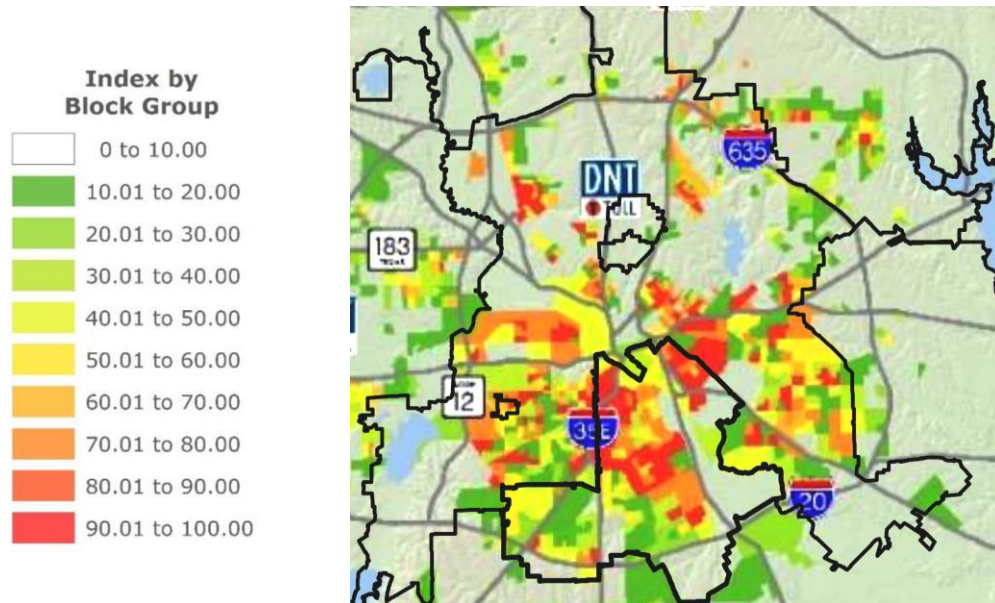 Index by
Block Group
0 to 10.00
10.01 to 20.00
20.01 to 30.00
30.01 to 40.00
40.01 to 50.00
50.01 to 60.00
60.01 to 70.00
70.01 to 80.00
80.01 to 90.00
90.01 to 100.00
635
DNT
TOLL
183
12
35E
20